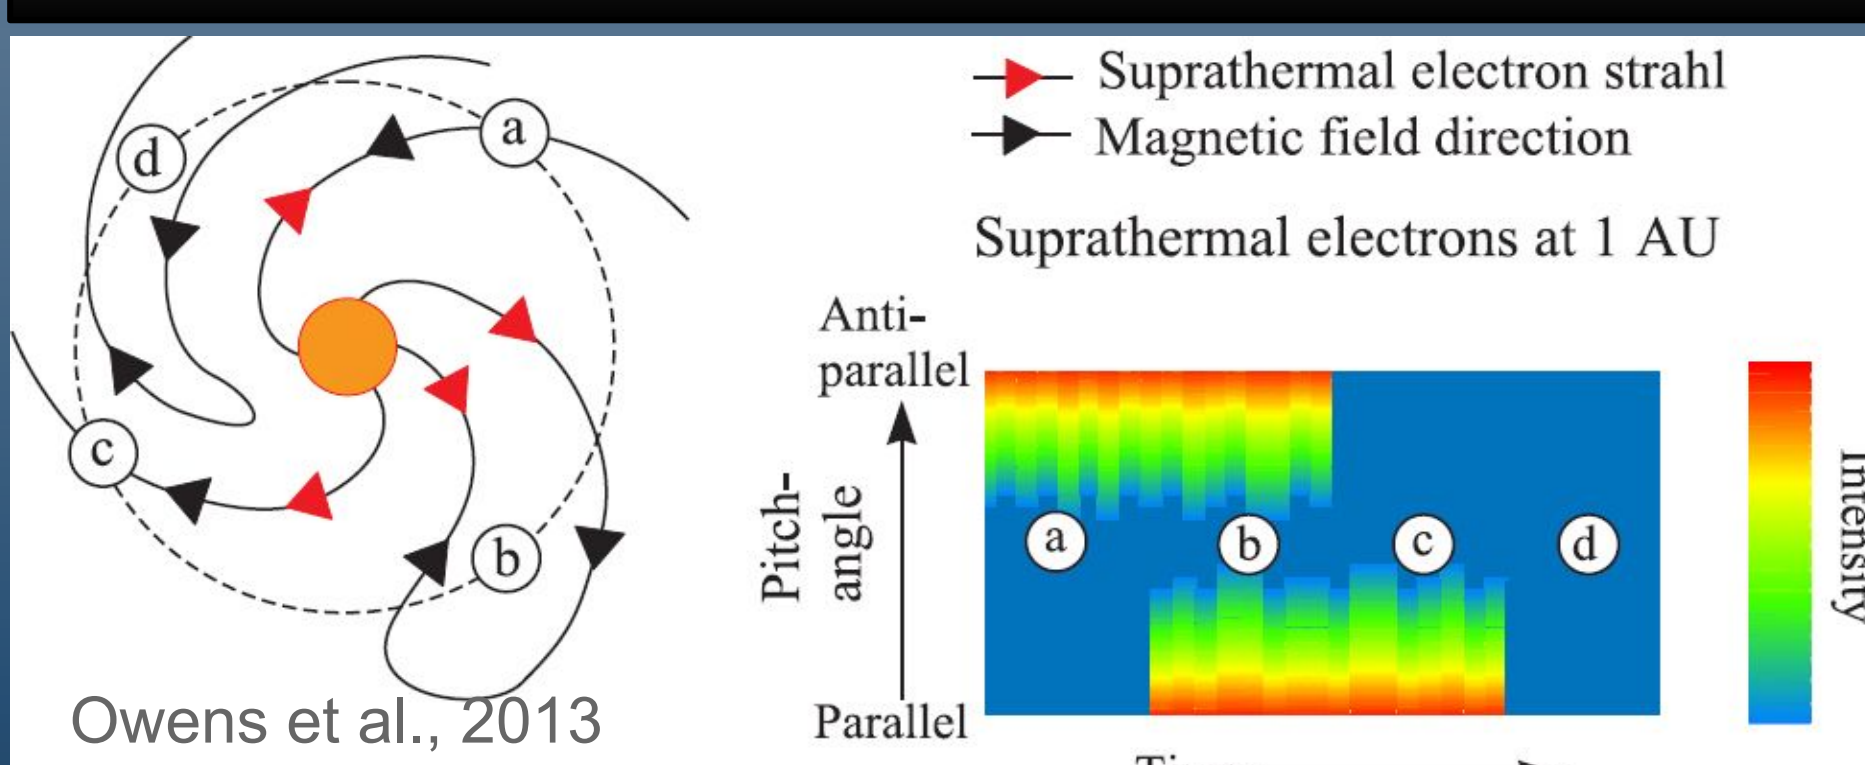 a
d
c
b
Owens et al., 2013
Suprathermal electron strahl
Magnetic field direction
Suprathermal electrons at 1 AU
Anti-
parallel
Pitch-
angle
Parallel
a
b
c
d
Intensity